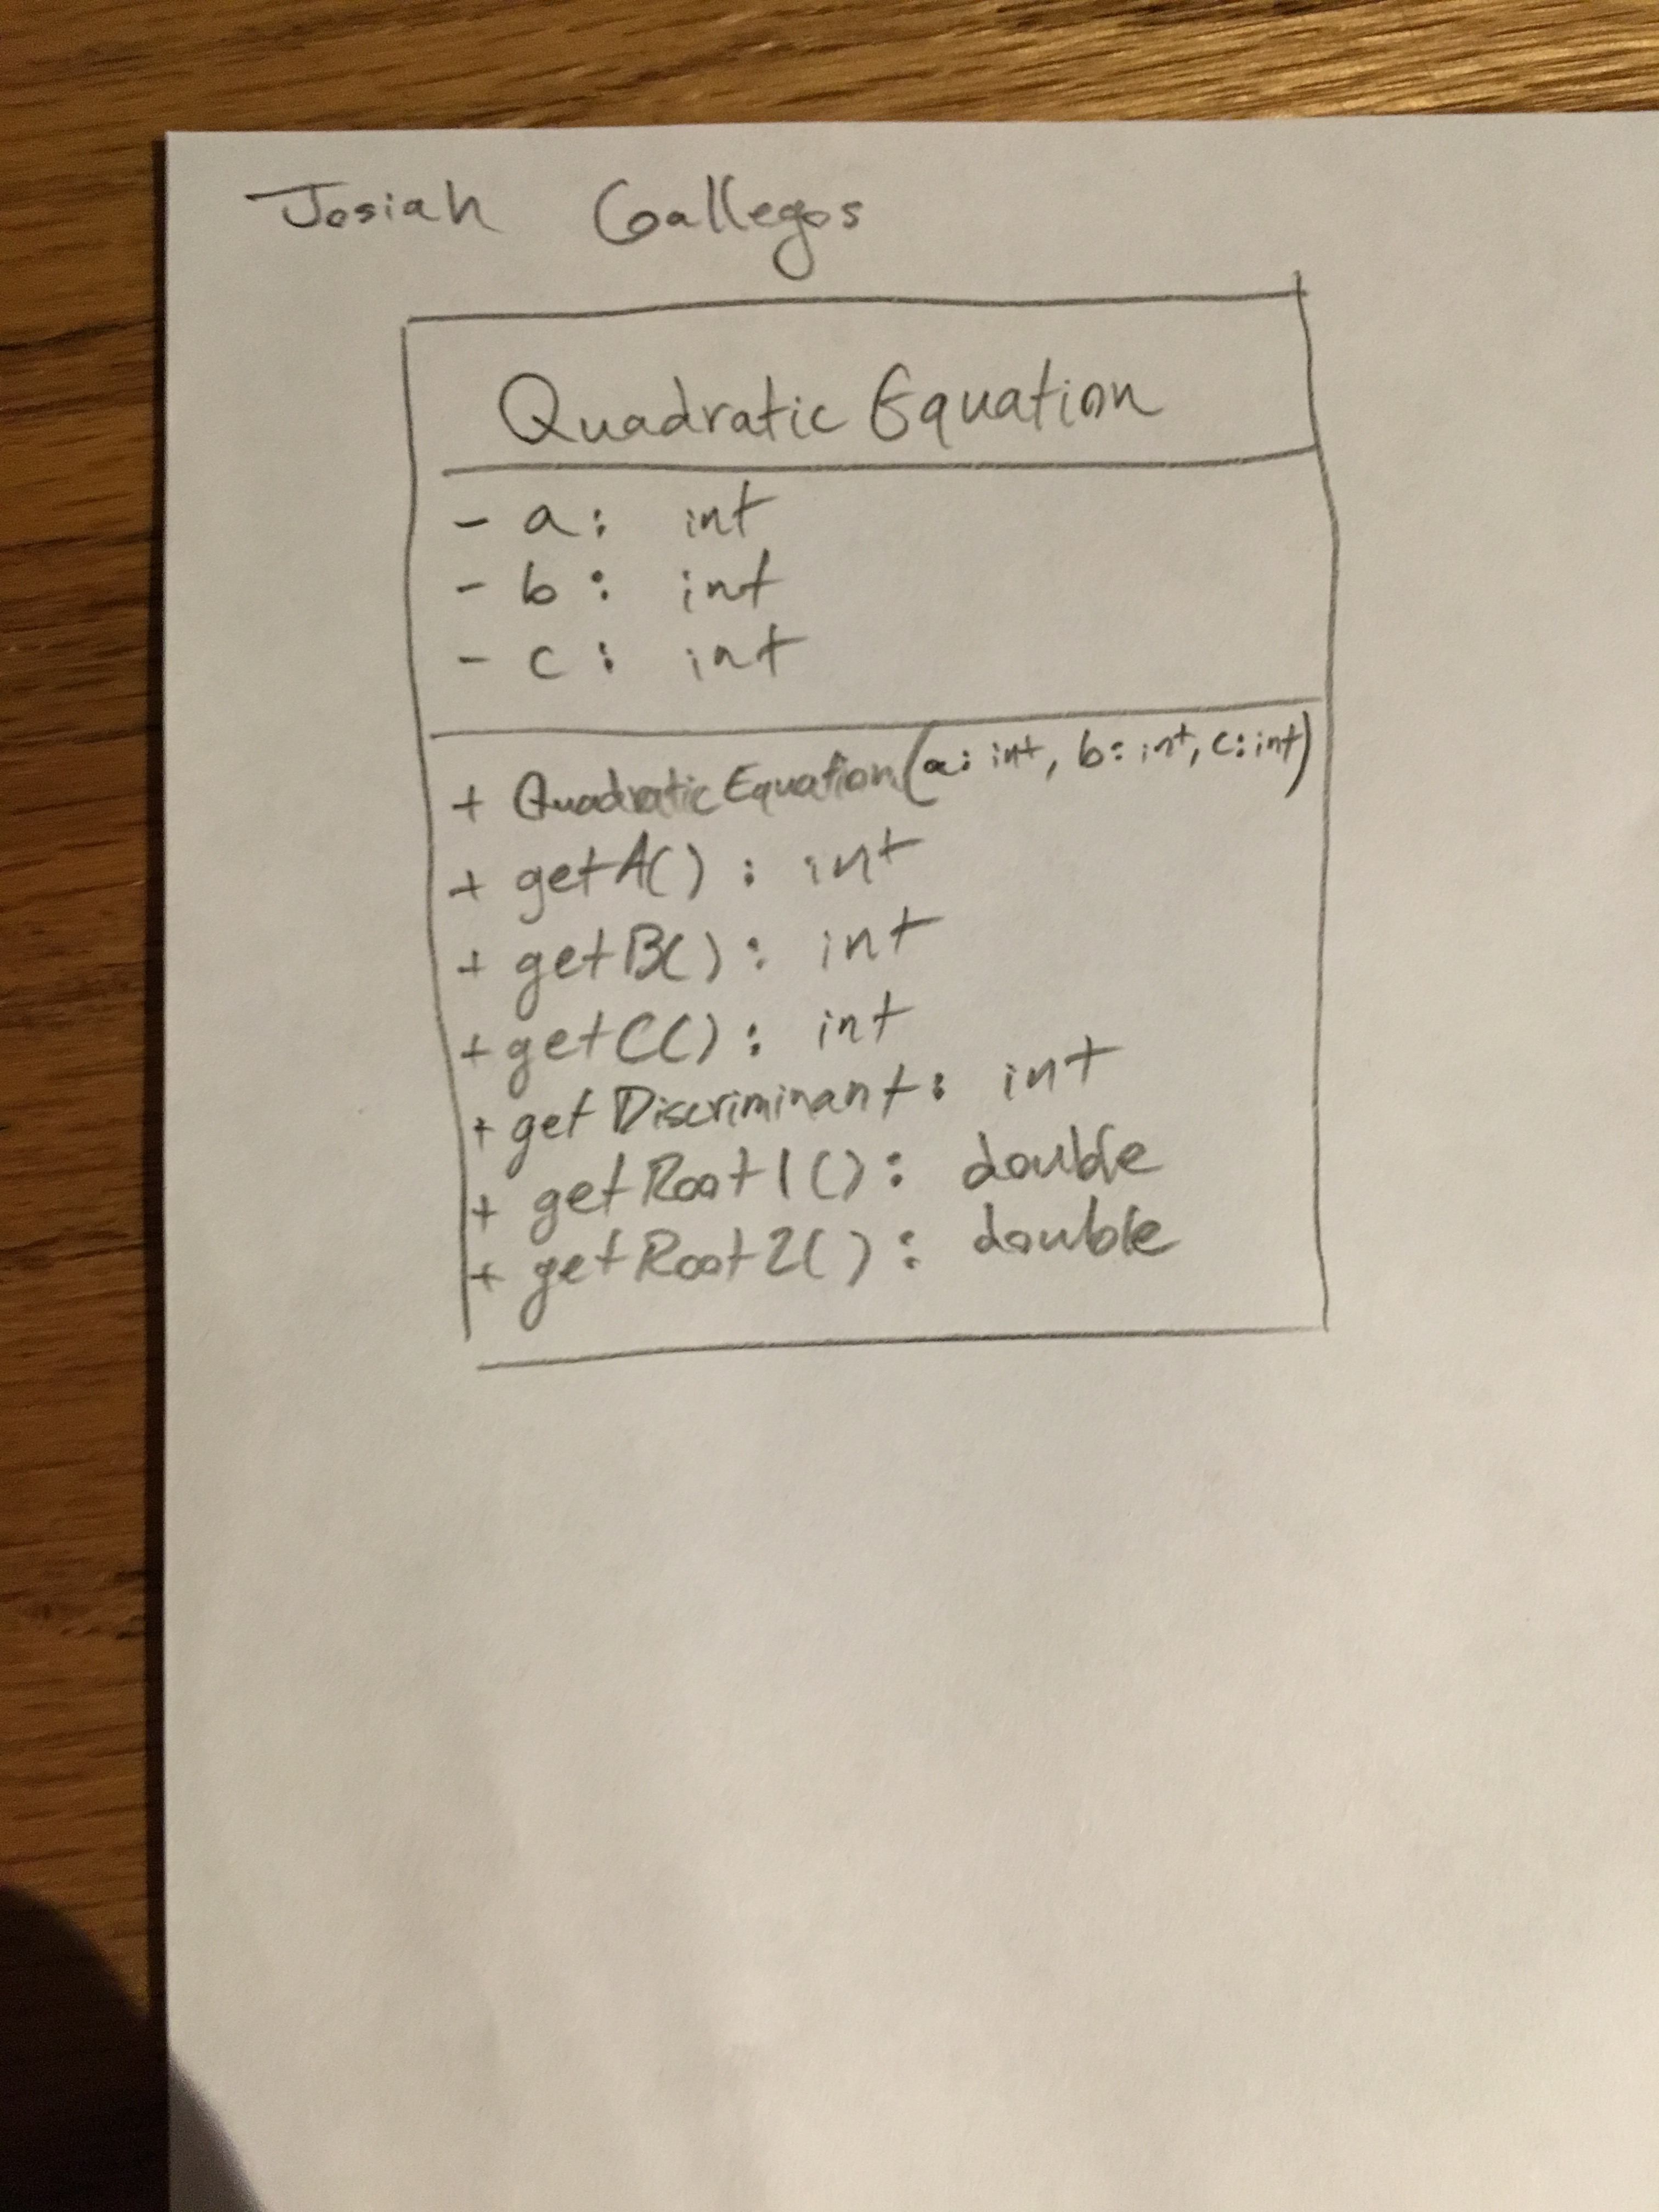 Josiah Gallegos
Quadratic Equation
- a: int
- b: int
- c: int
+ QuadraticEquation(a: int, b: int, c: int)
+ getA(): int
+ getB(): int
+ getC(): int
+ getDiscriminant: int
+ getRoot1(): double
+ getRoot2(): double